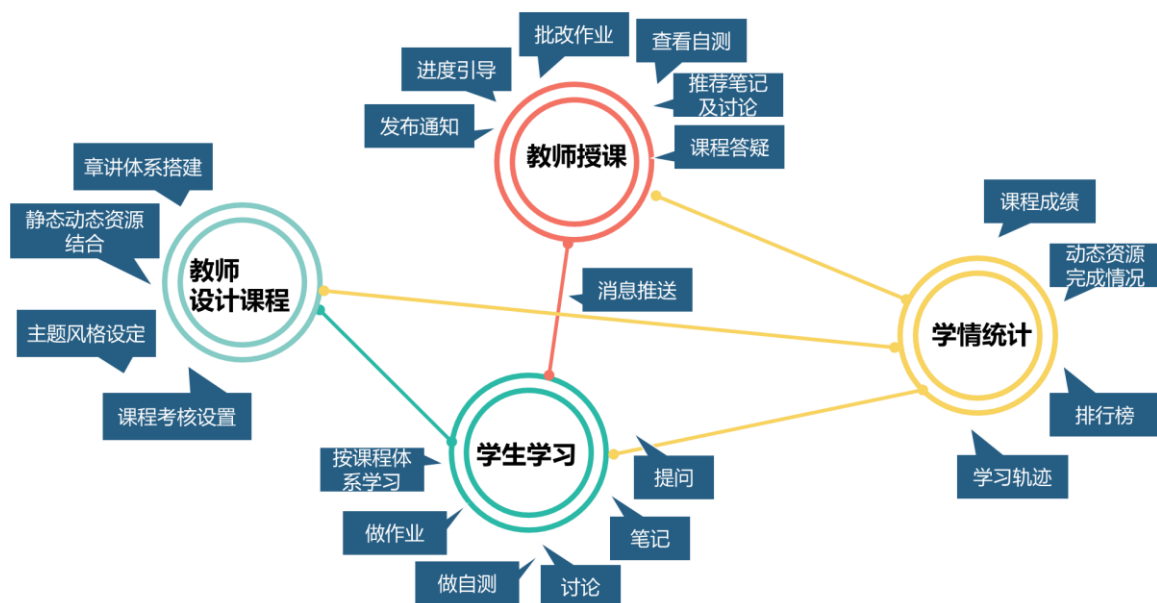 批改作业
查看自测
进度引导
推荐笔记
及讨论
发布通知
教师授课
课程答疑
章讲体系搭建
静态动态资源
结合
教师
设计课程
主题风格设定
课程考核设置
消息推送
课程成绩
动态资源
完成情况
学情统计
排行榜
学习轨迹
学生学习
按课程体
系学习
提问
做作业
笔记
做自测
讨论